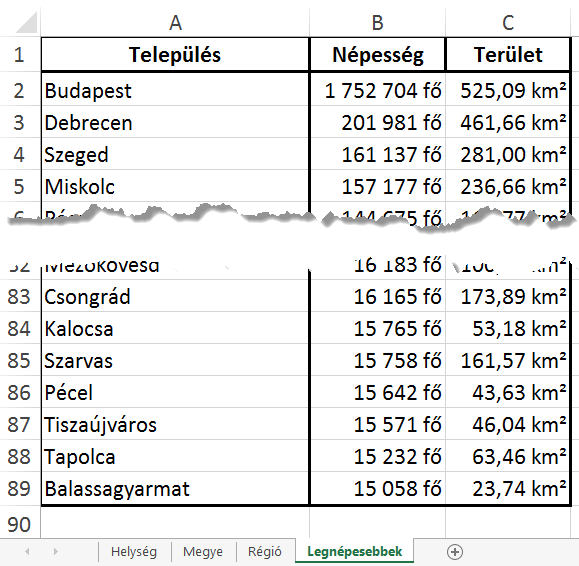 A B C
1 Település Népesség Terület
2 Budapest 1 752 704 fő 525,09 km²
3 Debrecen 201 981 fő 461,66 km²
4 Szeged 161 137 fő 281,00 km²
5 Miskolc 157 177 fő 236,66 km²
6 144 675 fő km²
Mezőkövesd 16 183 fő km²
83 Csongrád 16 165 fő 173,89 km²
84 Kalocsa 15 765 fő 53,18 km²
85 Szarvas 15 758 fő 161,57 km²
86 Pécel 15 642 fő 43,63 km²
87 Tiszaújváros 15 571 fő 46,04 km²
88 Tapolca 15 232 fő 63,46 km²
89 Balassagyarmat 15 058 fő 23,74 km²
90
Helység Megye Régió Legnépesebbek